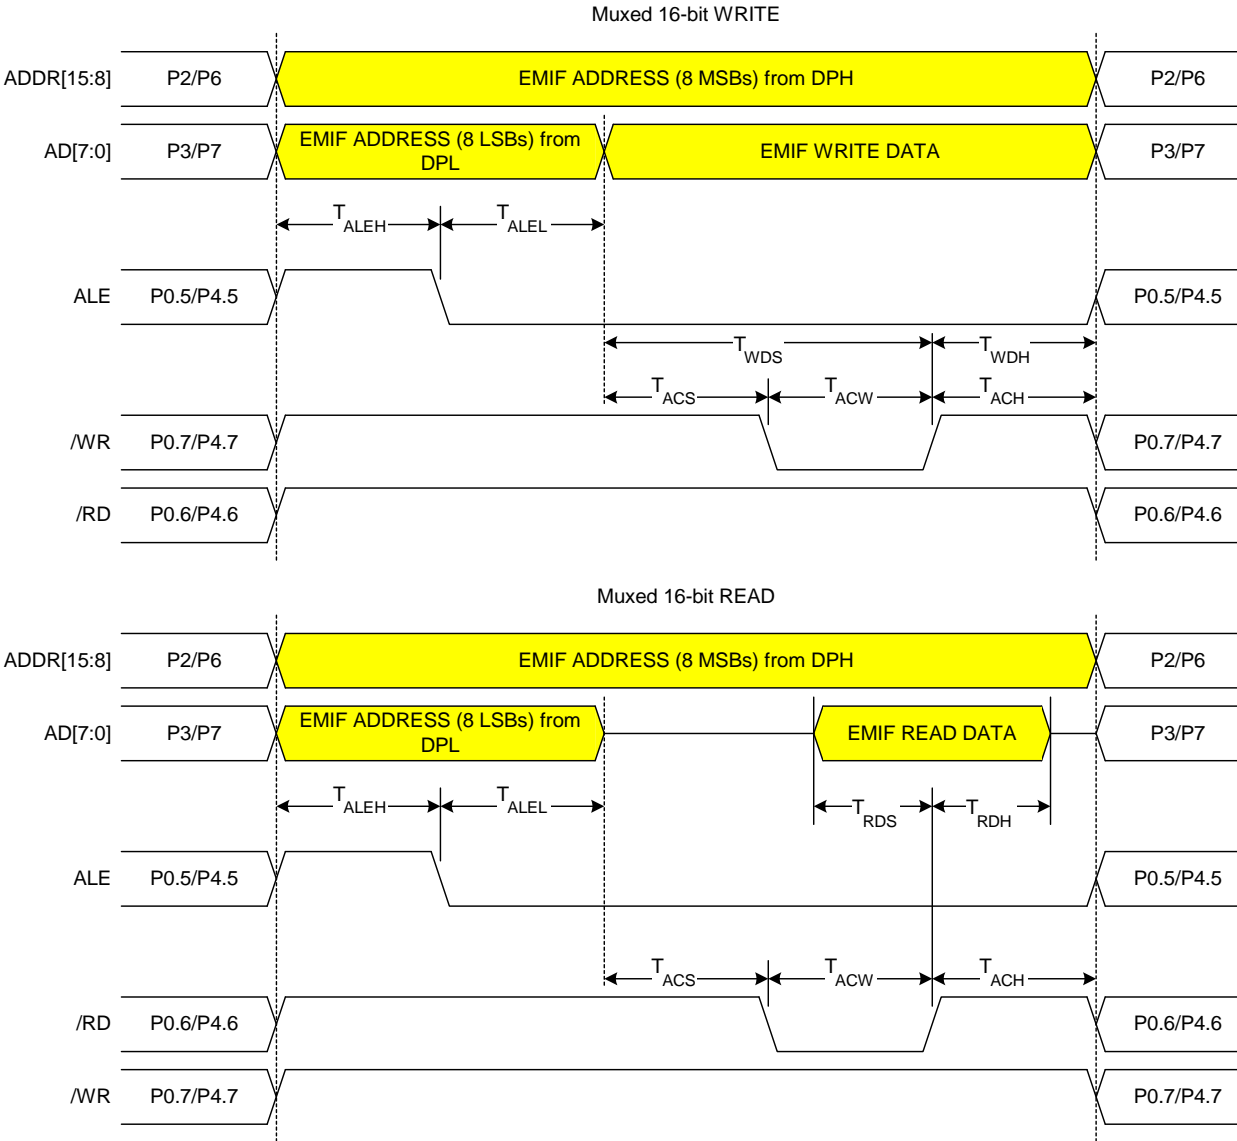 Muxed 16-bit WRITE
ADDR[15:8] P2/P6 EMIF ADDRESS (8 MSBs) from DPH P2/P6
AD[7:0] P3/P7 EMIF ADDRESS (8 LSBs) from
DPL EMIF WRITE DATA P3/P7
TALEH TALEL
ALE P0.5/P4.5 P0.5/P4.5
TWDS TWDH
TACS TACW TACH
/WR P0.7/P4.7 P0.7/P4.7
/RD P0.6/P4.6 P0.6/P4.6
Muxed 16-bit READ
ADDR[15:8] P2/P6 EMIF ADDRESS (8 MSBs) from DPH P2/P6
AD[7:0] P3/P7 EMIF ADDRESS (8 LSBs) from
DPL EMIF READ DATA P3/P7
TALEH TALEL TRDS TRDH
ALE P0.5/P4.5 P0.5/P4.5
TACS TACW TACH
/RD P0.6/P4.6 P0.6/P4.6
/WR P0.7/P4.7 P0.7/P4.7